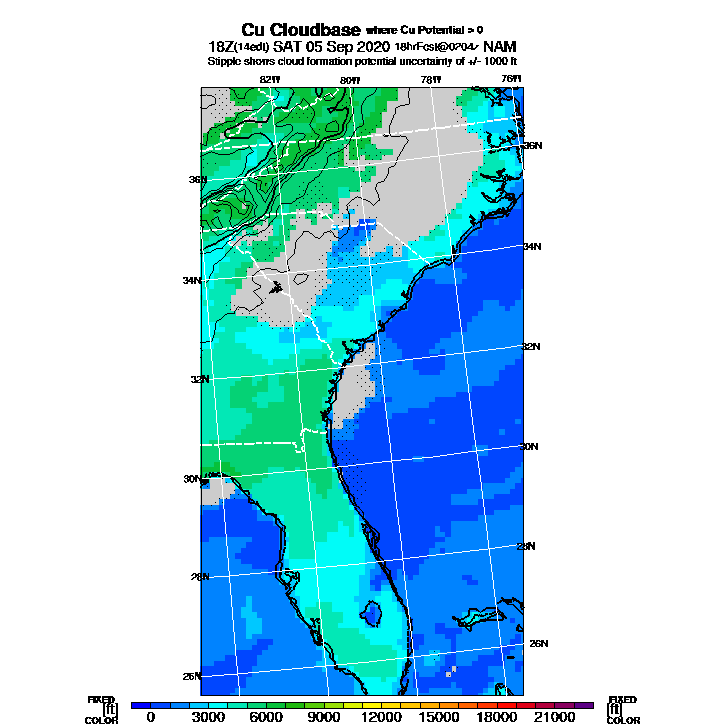 Cu Cloudbase where Cu Potential > 0
18Z(14edt) SAT 05 Sep 2020 18hrFcst@0204z NAM
Stipple shows cloud formation potential uncertainty of +/- 1000 ft
82W 80W 78W 76W
36N
36N
34N
34N
32N
32N
30N
30N
28N
28N
26N
26N
FIXED FIXED
[ft] 0 3000 6000 9000 12000 15000 18000 21000 [ft]
COLOR COLOR